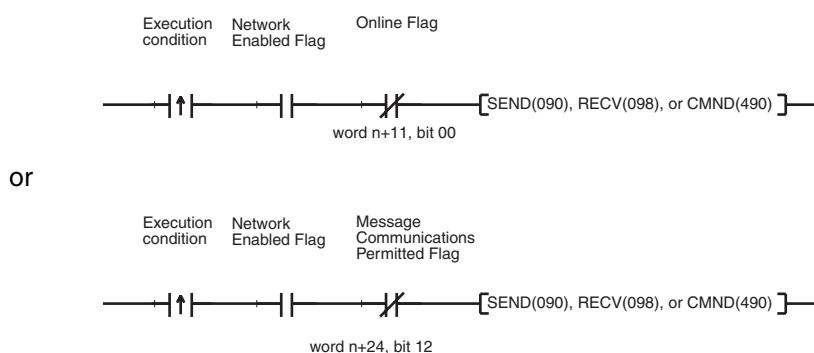 Execution condition
Network Enabled Flag
Online Flag
SEND(090), RECV(098), or CMND(490)
word n+11, bit 00
or
Execution condition
Network Enabled Flag
Message Communications Permitted Flag
SEND(090), RECV(098), or CMND(490)
word n+24, bit 12